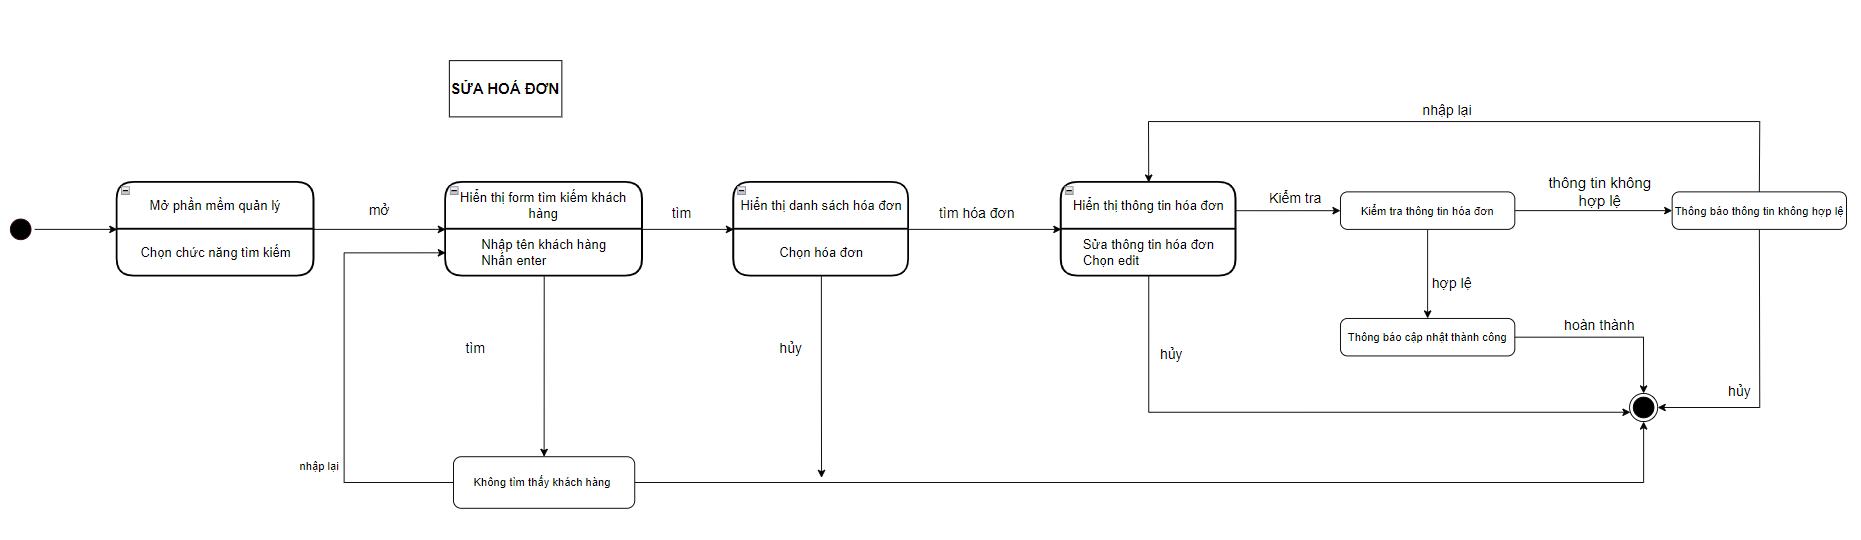 SỬA HOÁ ĐƠN
Mở phần mềm quản lý
Chọn chức năng tìm kiếm
mở
Hiển thị form tìm kiếm khách
hàng
Nhập tên khách hàng
Nhấn enter
tìm
Hiển thị danh sách hóa đơn
Chọn hóa đơn
tìm hóa đơn
Hiển thị thông tin hóa đơn
Sửa thông tin hóa đơn
Chọn edit
nhập lại
Kiểm tra
Kiểm tra thông tin hóa đơn
thông tin không
hợp lệ
Thông báo thông tin không hợp lệ
hợp lệ
Thông báo cập nhật thành công
hoàn thành
tìm
hủy
hủy
hủy
nhập lại
Không tìm thấy khách hàng